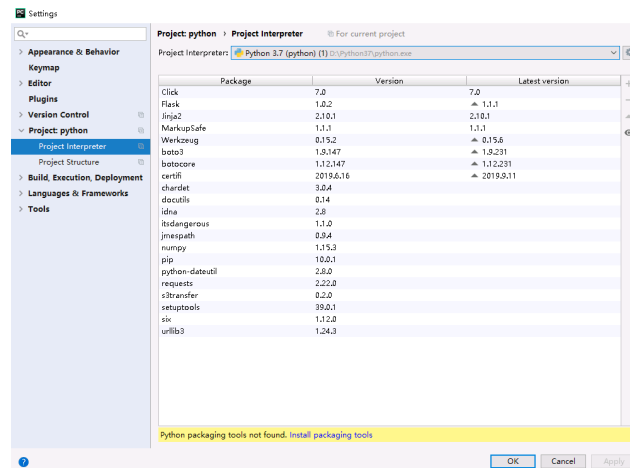 PC Settings
Project: python › Project Interpreter For current project
Appearance & Behavior
Keymap
Editor
Plugins
Version Control
Project: python
Project Interpreter
Project Structure
Build, Execution, Deployment
Languages & Frameworks
Tools
Project Interpreter: Python 3.7 (python) (1) D:\Python37\python.exe
Package Version Latest version
Click 7.0 7.0
Flask 1.0.2 1.1.1
Jinja2 2.10.1 2.10.1
MarkupSafe 1.1.1 1.1.1
Werkzeug 0.15.2 0.15.6
boto3 1.9.147 1.9.231
botocore 1.12.147 1.12.231
certifi 2019.6.16 2019.9.11
chardet 3.0.4
docutils 0.14
idna 2.8
itsdangerous 1.1.0
jmespath 0.9.4
numpy 1.15.3
pip 10.0.1
python-dateutil 2.8.0
requests 2.22.0
s3transfer 0.2.0
setuptools 39.0.1
six 1.12.0
urllib3 1.24.3
Python packaging tools not found. Install packaging tools
? OK Cancel Apply